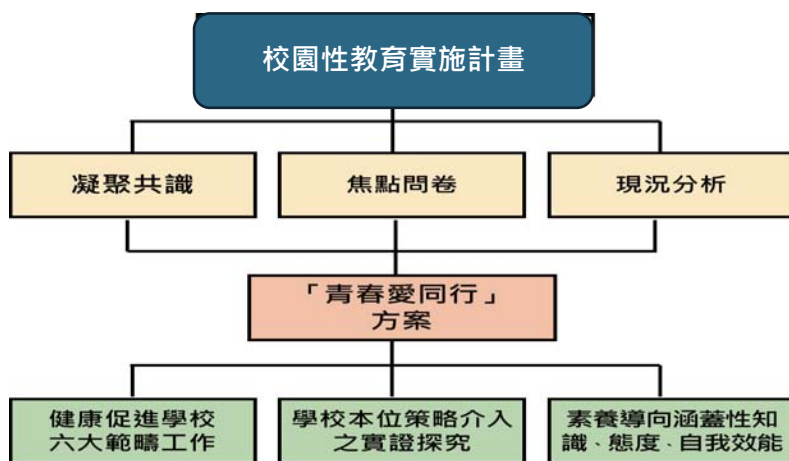 校園性教育實施計畫
凝聚共識
焦點問卷
現況分析
「青春愛同行」
方案
健康促進學校
六大範疇工作
學校本位策略介入
之實證探究
素養導向涵蓋性知
識、態度、自我效能